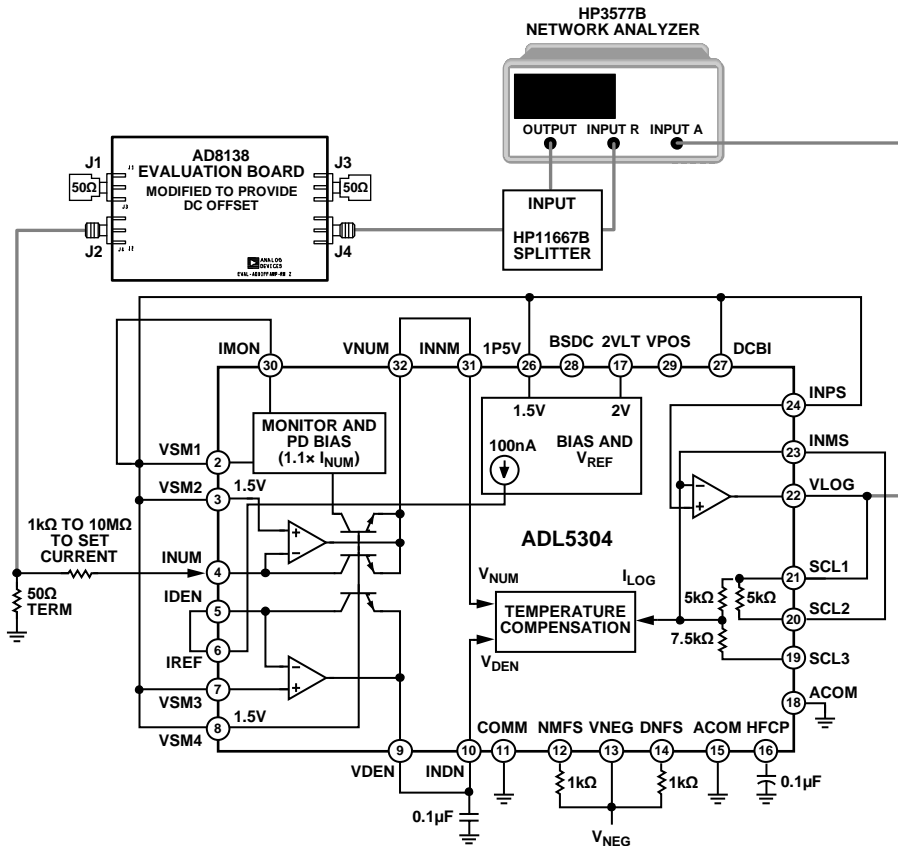 HP3577B
NETWORK ANALYZER
OUTPUT INPUT R INPUT A
AD8138
EVALUATION BOARD
MODIFIED TO PROVIDE
DC OFFSET
J1
J3
50Ω
50Ω
J2
J4
ANALOG
DEVICES
INPUT
HP11667B
SPLITTER
IMON
VNUM
INNM
1P5V
BSDC
2VLT
VPOS
DCBI
30
32
31
26
28
17
29
27
INPS
24
1.5V
2V
MONITOR AND
PD BIAS
(1.1× INUM)
100nA
BIAS AND
VREF
INMS
23
VSM1
2
VSM2
3
1.5V
VLOG
22
1kΩ TO 10MΩ
TO SET
CURRENT
INUM
4
ADL5304
50Ω
TERM
IDEN
5
VNUM
ILOG
SCL1
21
5kΩ
5kΩ
TEMPERATURE
COMPENSATION
SCL2
20
6
IREF
7.5kΩ
VDEN
SCL3
19
7
VSM3
1.5V
8
VSM4
ACOM
18
COMM
NMFS
VNEG
DNFS
ACOM
HFCP
9
10
11
12
13
14
15
16
VDEN
INDN
1kΩ
1kΩ
0.1µF
0.1µF
VNEG